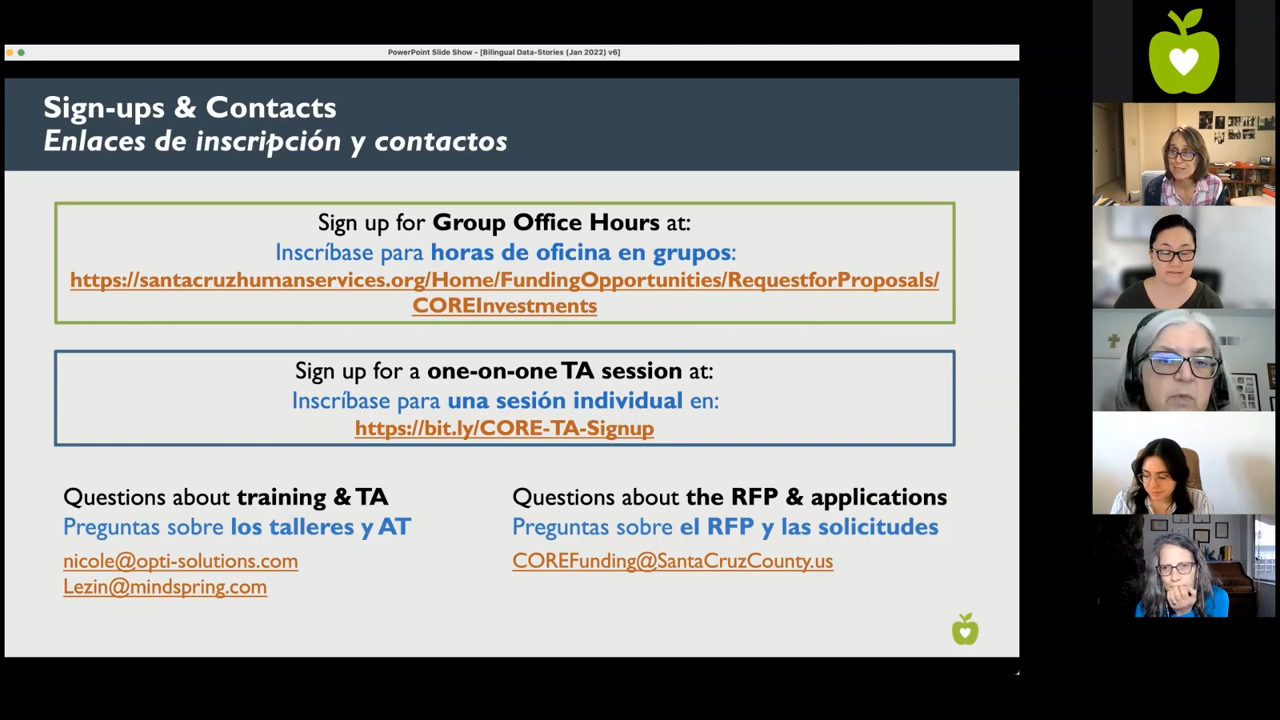 PowerPoint Slide Show - [Bilingual Data-Stories (Jan 2022) v6]
Sign-ups & Contacts
Enlaces de inscripción y contactos
Sign up for Group Office Hours at:
Inscríbase para horas de oficina en grupos:
https://santacruzhumanservices.org/Home/FundingOpportunities/RequestforProposals/
COREInvestments
Sign up for a one-on-one TA session at:
Inscríbase para una sesión individual en:
https://bit.ly/CORE-TA-Signup
Questions about training & TA
Preguntas sobre los talleres y AT
nicole@opti-solutions.com
Lezin@mindspring.com
Questions about the RFP & applications
Preguntas sobre el RFP y las solicitudes
COREFunding@SantaCruzCounty.us